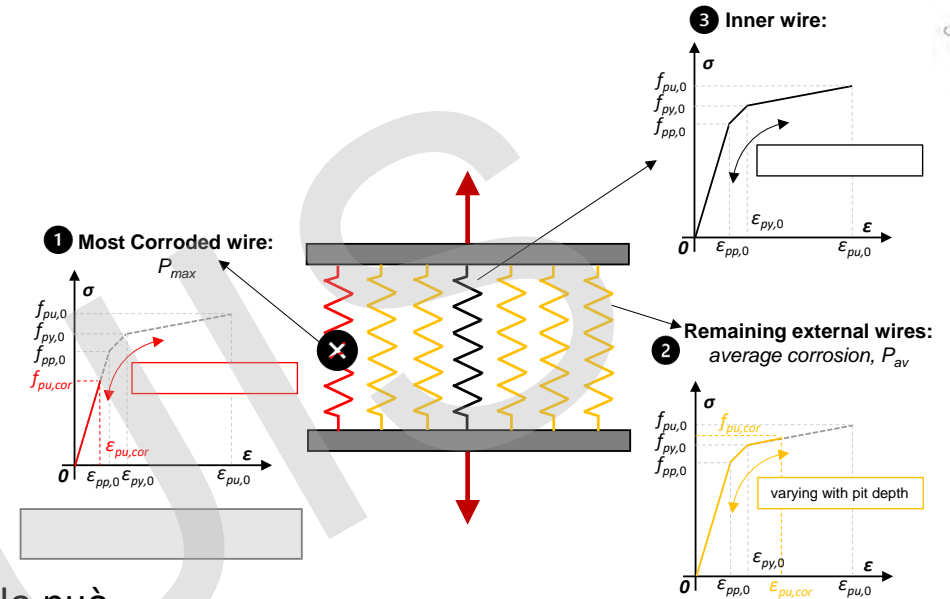 3 Inner wire:
σ
f_pu,0
f_py,0
f_pp,0
ε_py,0
ε
0
ε_pp,0
ε_pu,0
1 Most Corroded wire:
P_max
σ
f_pu,0
f_py,0
f_pp,0
f_pu,cor
ε_pu,cor
ε
0
ε_pp,0 ε_py,0
ε_pu,0
2 Remaining external wires:
average corrosion, P_av
σ
f_pu,0
f_pu,cor
f_py,0
f_pp,0
varying with pit depth
ε_py,0
ε
0
ε_pp,0
ε_pu,cor
ε_pu,0
può